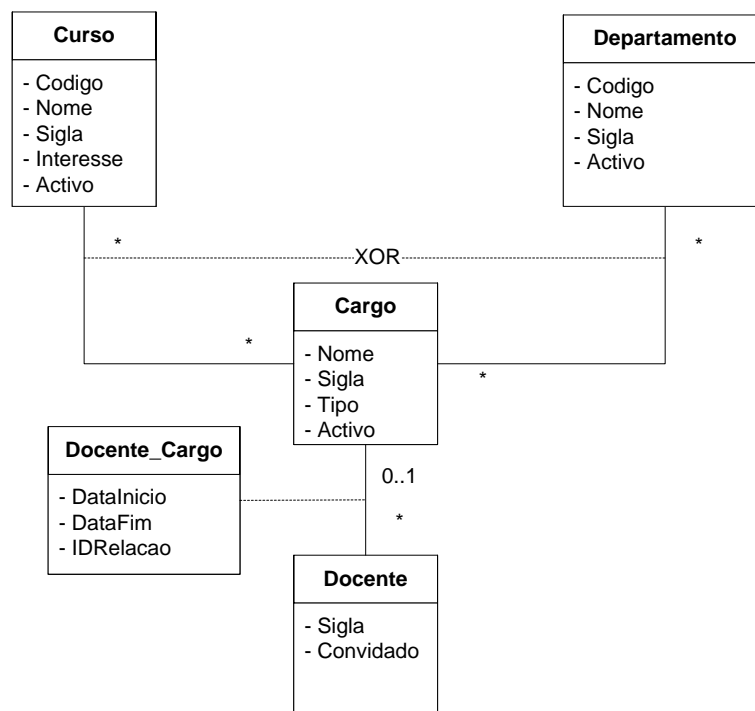 Curso
- Codigo
- Nome
- Sigla
- Interesse
- Activo
Departamento
- Codigo
- Nome
- Sigla
- Activo
*
*
XOR
Cargo
- Nome
- Sigla
- Tipo
- Activo
*
*
Docente_Cargo
- DataInicio
- DataFim
- IDRelacao
0..1
*
Docente
- Sigla
- Convidado